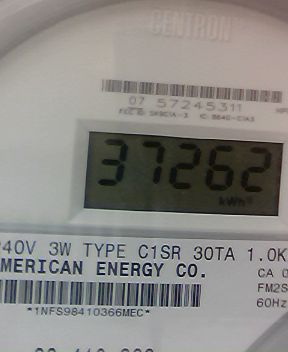 CENTRON
07 57245311
37262
kWh
240V 3W TYPE C1SR 30TA 1.0K
AMERICAN ENERGY CO.
CA 0
FM2S
60Hz
*1NFS98410366MEC*